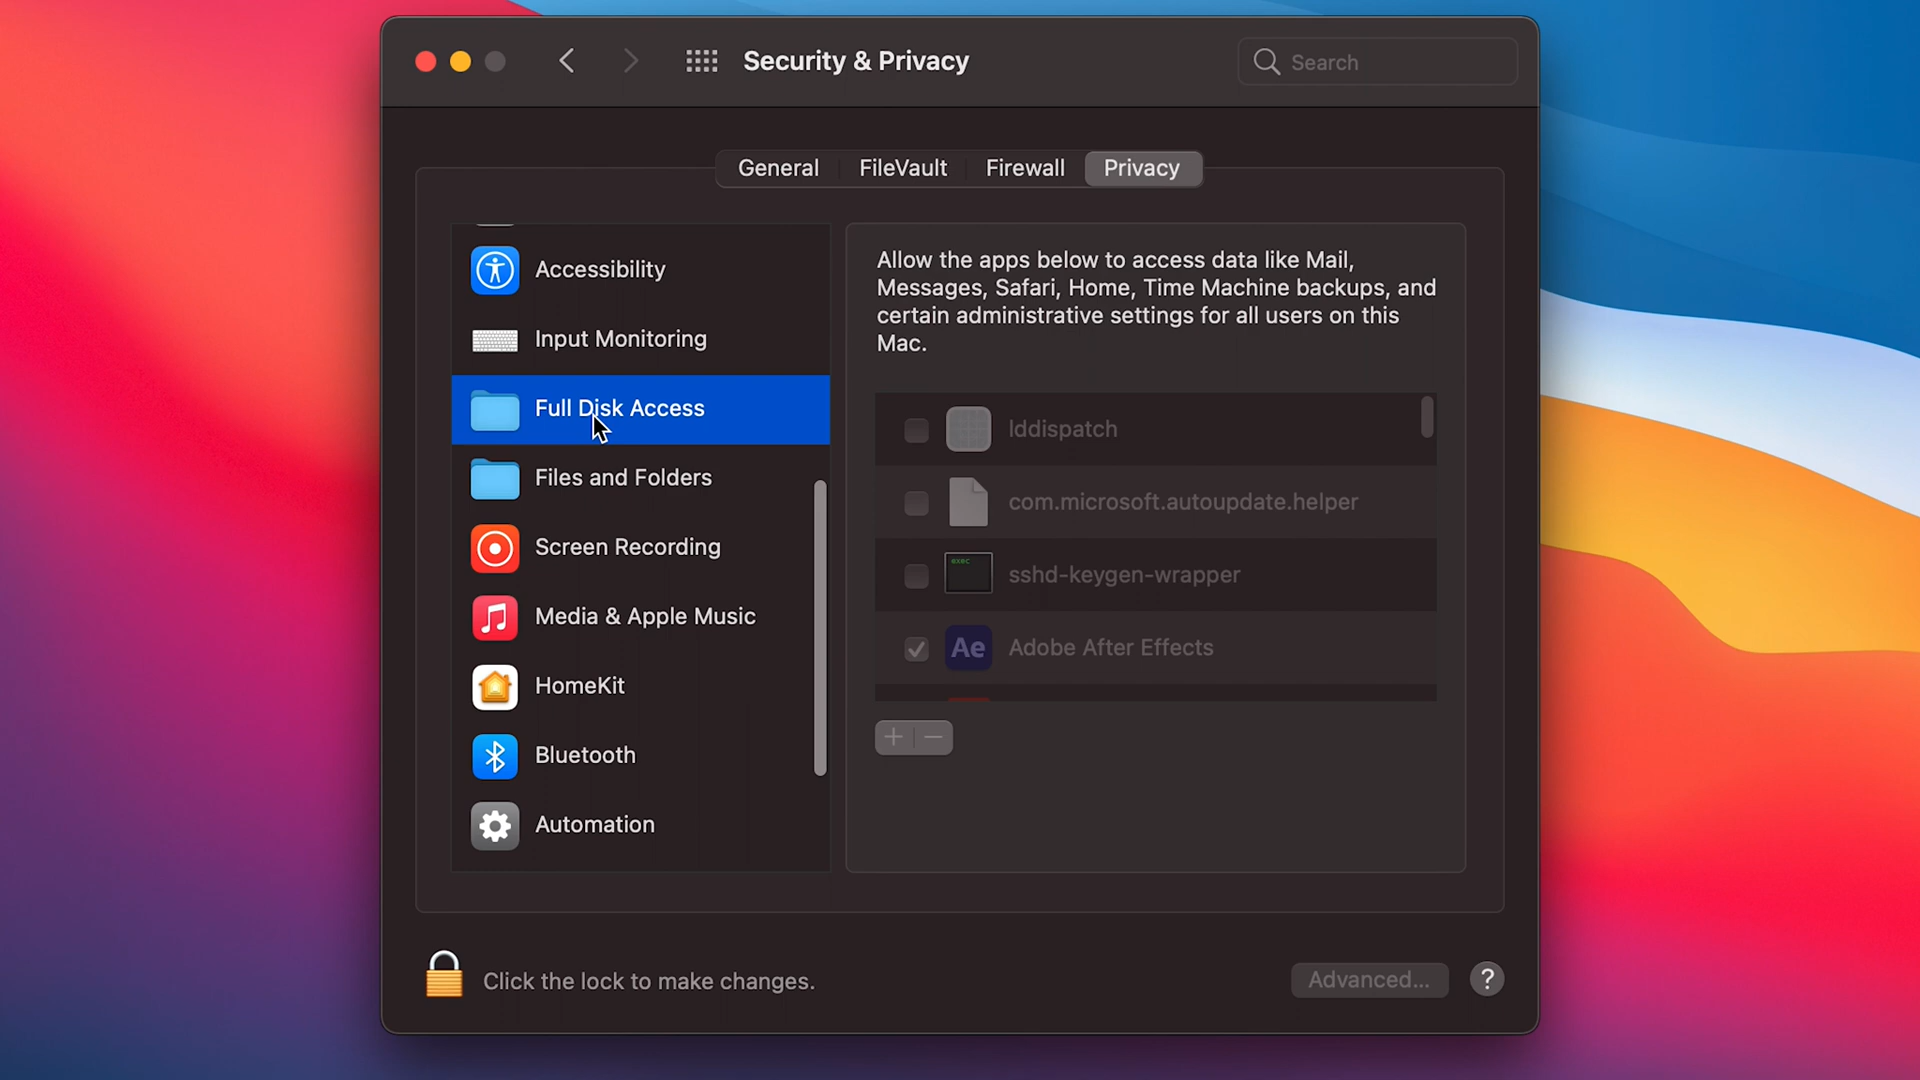 Security & Privacy
Search
General
FileVault
Firewall
Privacy
Accessibility
Input Monitoring
Full Disk Access
Files and Folders
Screen Recording
Media & Apple Music
HomeKit
Bluetooth
Automation
Allow the apps below to access data like Mail,
Messages, Safari, Home, Time Machine backups, and
certain administrative settings for all users on this
Mac.
lddispatch
com.microsoft.autoupdate.helper
exec
sshd-keygen-wrapper
Ae
Adobe After Effects
Click the lock to make changes.
Advanced...
?